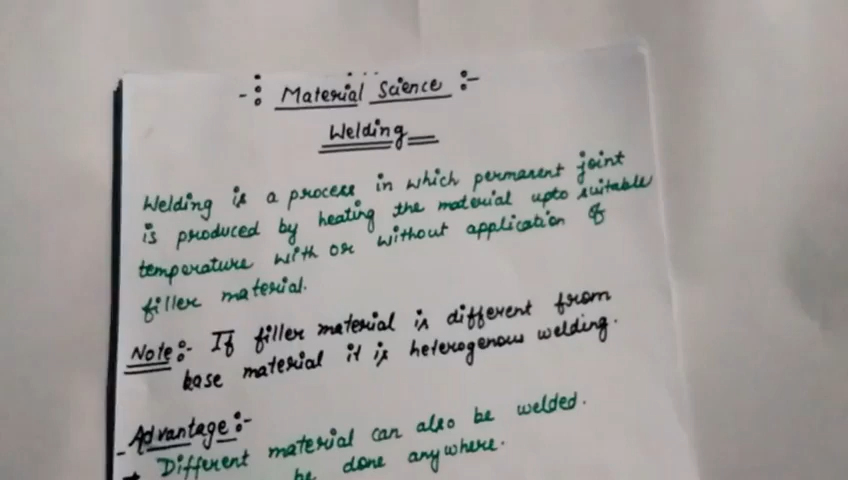 -: Material Science :-
Welding
Welding is a process in which permanent joint
is produced by heating the material upto suitable
temperature with or without application of
filler material.
Note:- If filler material is different from
base material it is heterogenous welding.
- Advantage:-
→ Different material can also be welded.
be done anywhere.